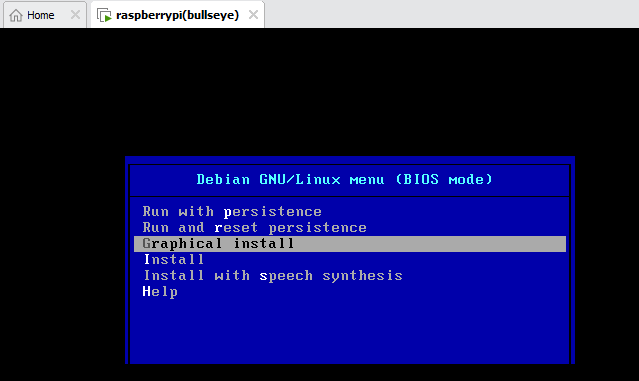 Home
raspberrypi(bullseye)
Debian GNU/Linux menu (BIOS mode)
Run with persistence
Run and reset persistence
Graphical install
Install
Install with speech synthesis
Help